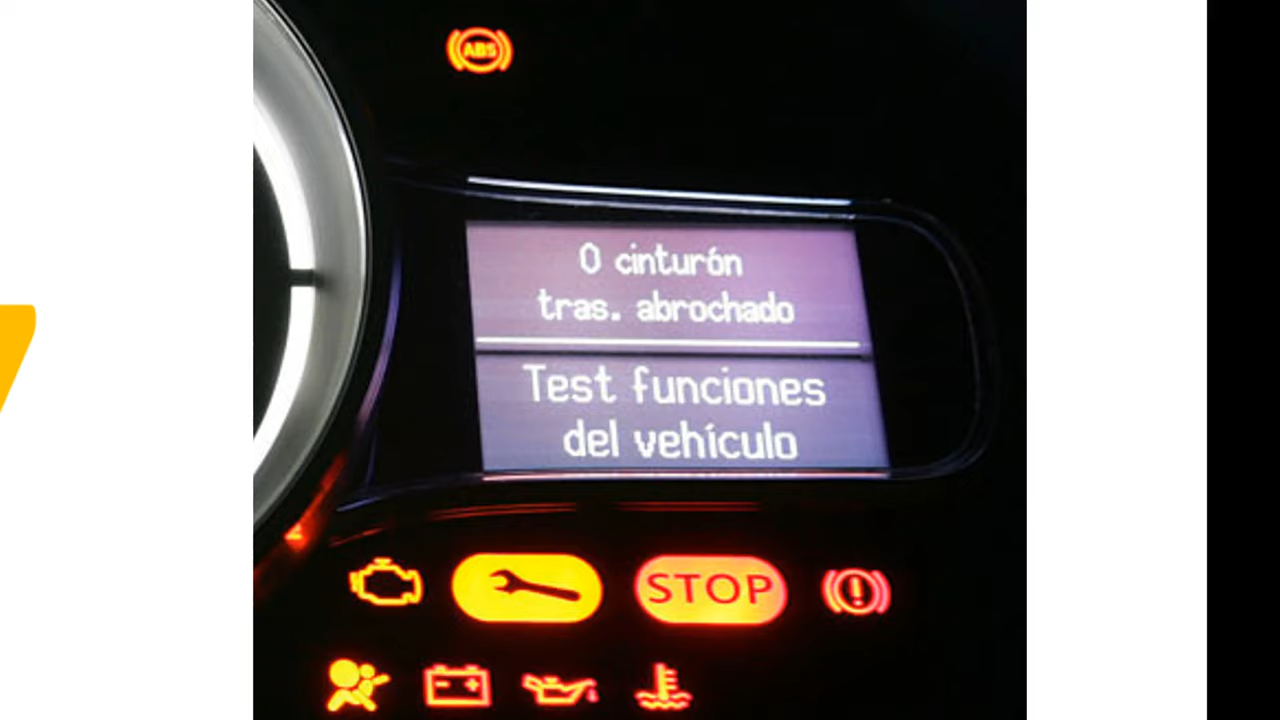 ABS
0 cinturón
tras. abrochado
Test funciones
del vehículo
STOP